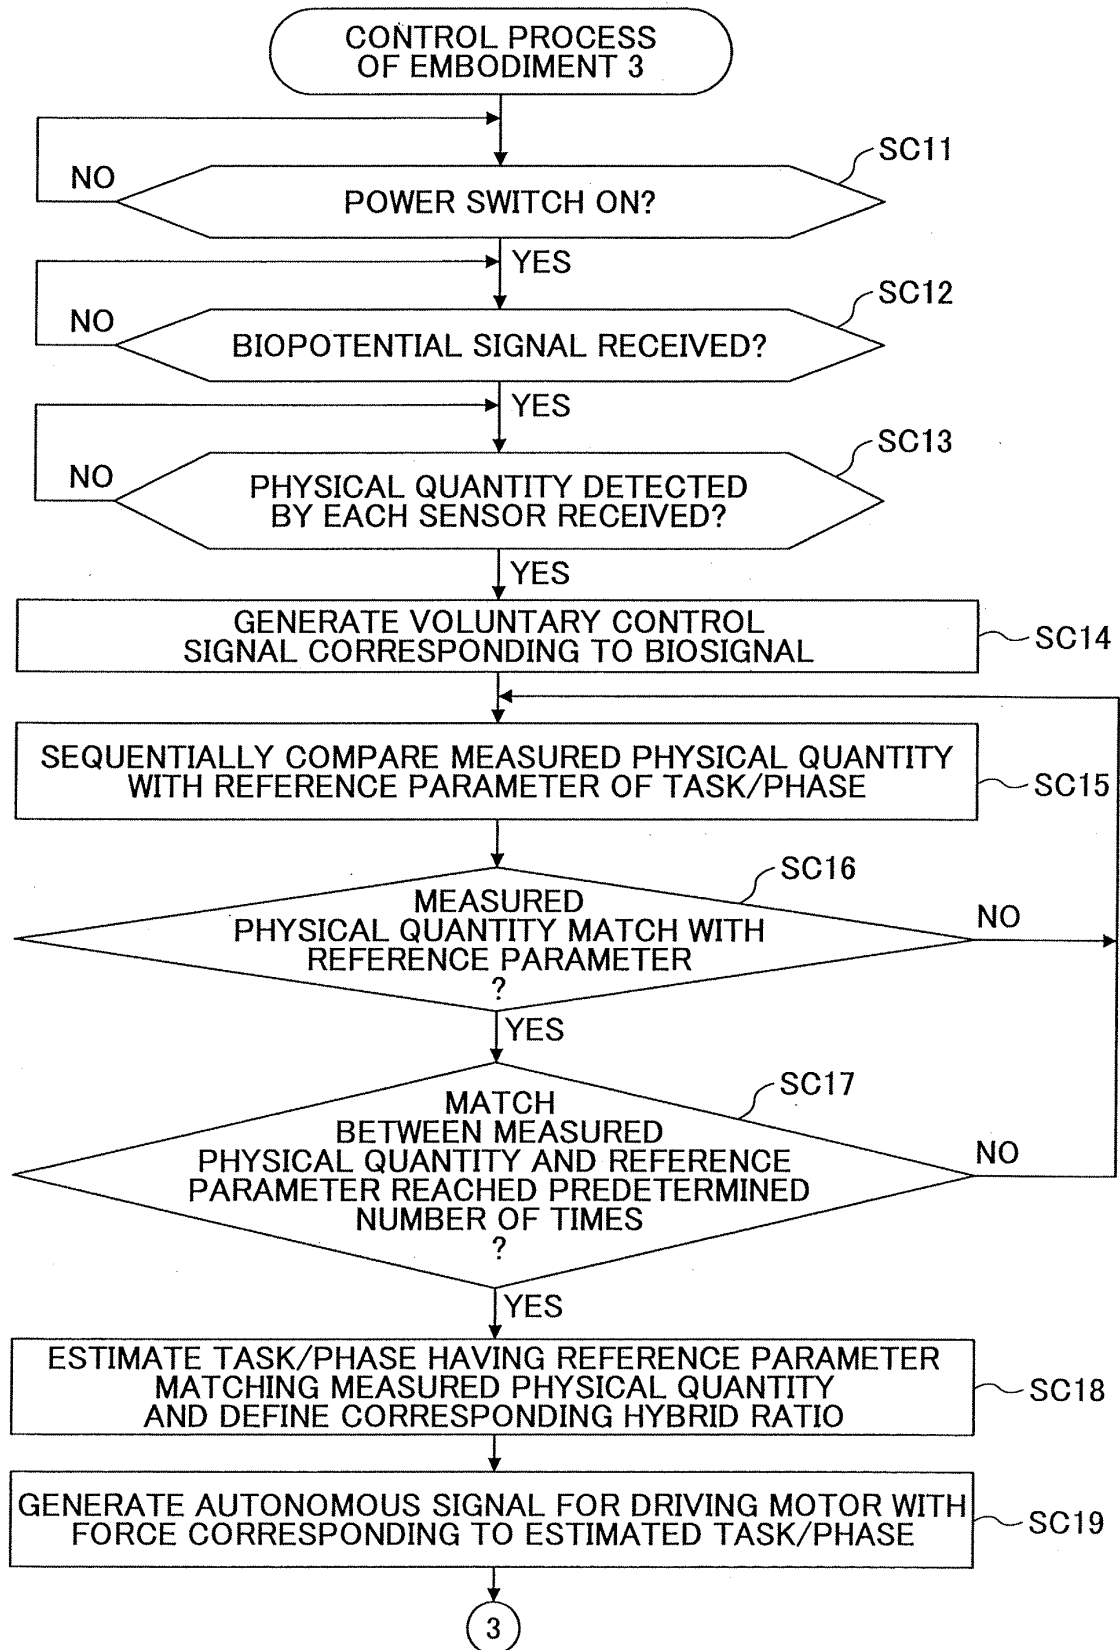 CONTROL PROCESS
OF EMBODIMENT 3
SC11
NO
POWER SWITCH ON?
YES
SC12
NO
BIOPOTENTIAL SIGNAL RECEIVED?
YES
SC13
NO
PHYSICAL QUANTITY DETECTED
BY EACH SENSOR RECEIVED?
YES
GENERATE VOLUNTARY CONTROL
SIGNAL CORRESPONDING TO BIOSIGNAL
SC14
SEQUENTIALLY COMPARE MEASURED PHYSICAL QUANTITY
WITH REFERENCE PARAMETER OF TASK/PHASE
SC15
SC16
MEASURED
PHYSICAL QUANTITY MATCH WITH
REFERENCE PARAMETER
?
NO
YES
SC17
MATCH
BETWEEN MEASURED
PHYSICAL QUANTITY AND REFERENCE
PARAMETER REACHED PREDETERMINED
NUMBER OF TIMES
?
NO
YES
ESTIMATE TASK/PHASE HAVING REFERENCE PARAMETER
MATCHING MEASURED PHYSICAL QUANTITY
AND DEFINE CORRESPONDING HYBRID RATIO
SC18
GENERATE AUTONOMOUS SIGNAL FOR DRIVING MOTOR WITH
FORCE CORRESPONDING TO ESTIMATED TASK/PHASE
SC19
3